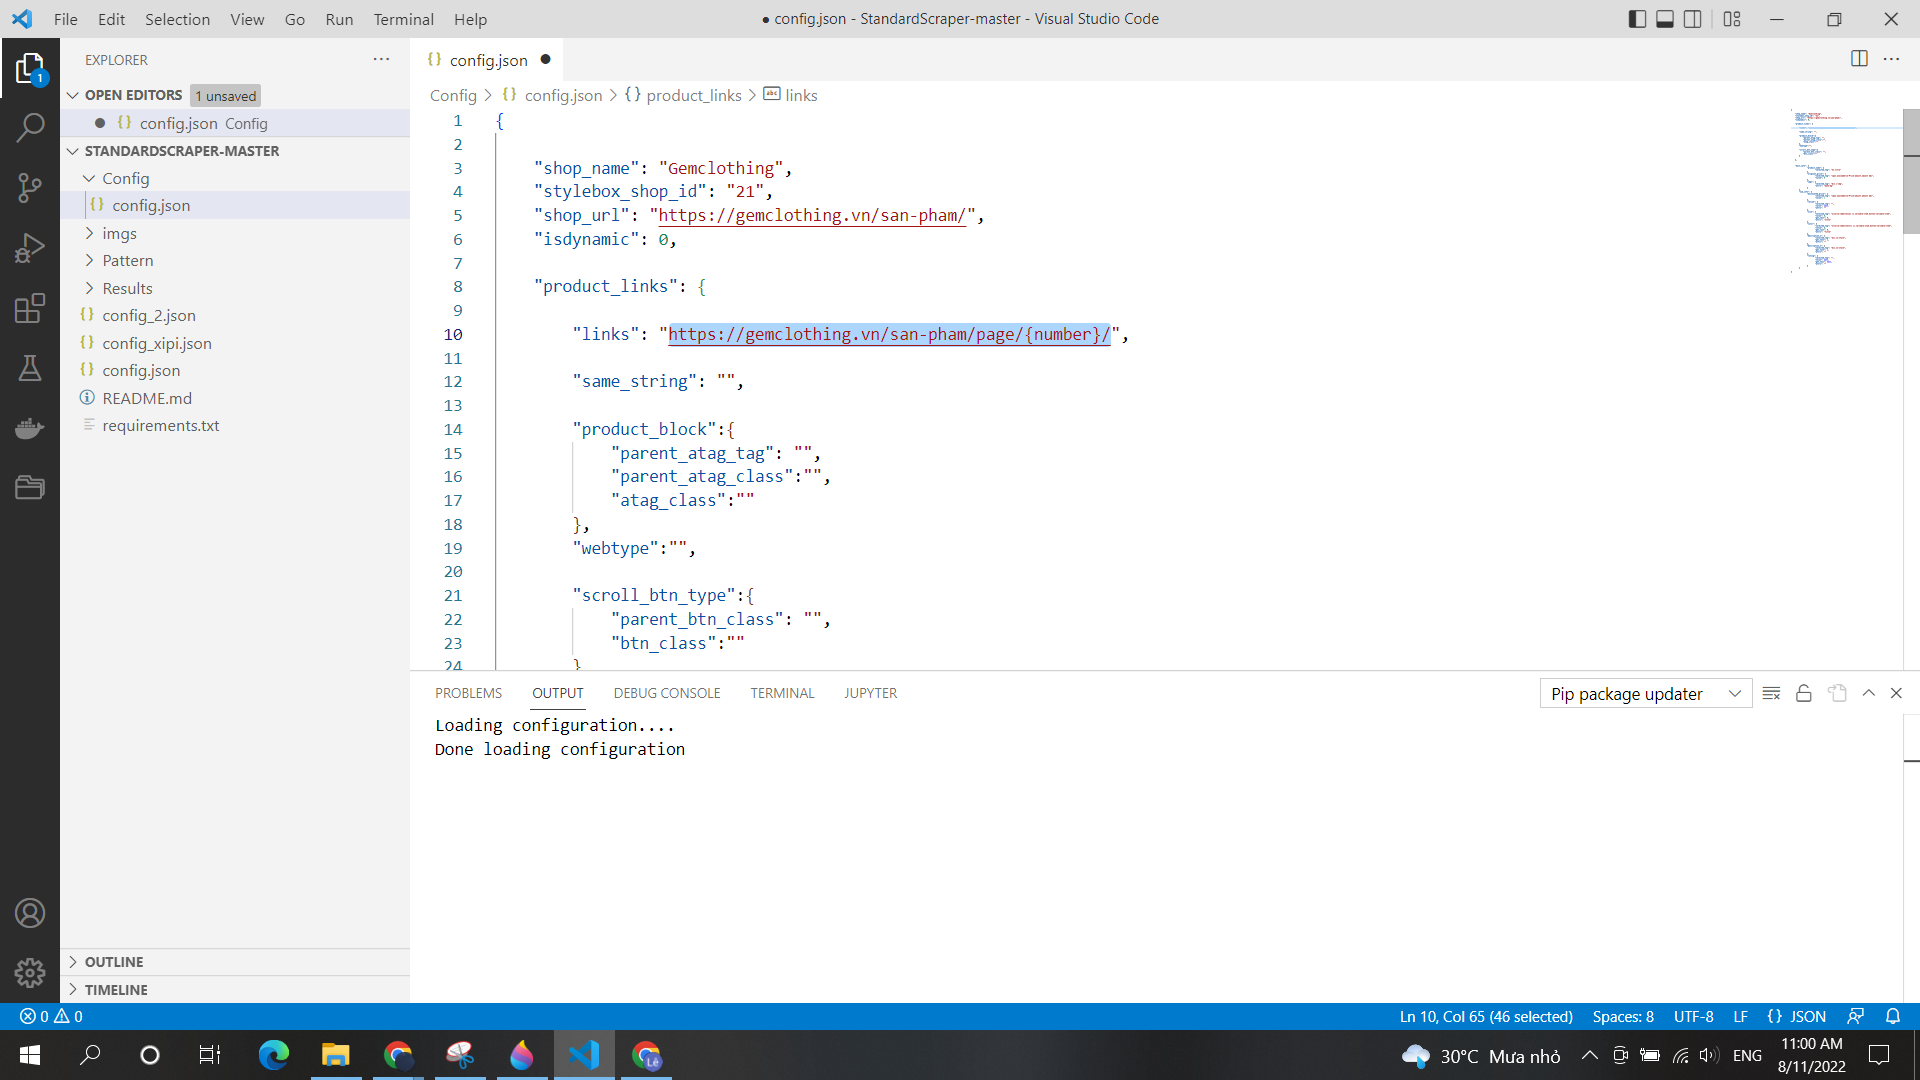 File Edit Selection View Go Run Terminal Help
● config.json - StandardScraper-master - Visual Studio Code
EXPLORER
1
OPEN EDITORS 1 unsaved
config.json Config
STANDARDSCRAPER-MASTER
Config
config.json
imgs
Pattern
Results
config_2.json
config_xipi.json
config.json
README.md
requirements.txt
OUTLINE
TIMELINE
config.json
Config > {} config.json > {} product_links > abc links
1 {
2
3 "shop_name": "Gemclothing",
4 "stylebox_shop_id": "21",
5 "shop_url": "https://gemclothing.vn/san-pham/",
6 "isdynamic": 0,
7
8 "product_links": {
9
10 "links": "https://gemclothing.vn/san-pham/page/{number}/",
11
12 "same_string": "",
13
14 "product_block":{
15 "parent_atag_tag": "",
16 "parent_atag_class":"",
17 "atag_class":""
18 },
19 "webtype":"",
20
21 "scroll_btn_type":{
22 "parent_btn_class": "",
23 "btn_class":""
24 }
PROBLEMS OUTPUT DEBUG CONSOLE TERMINAL JUPYTER
Pip package updater
Loading configuration....
Done loading configuration
0 0
Ln 10, Col 65 (46 selected) Spaces: 8 UTF-8 LF {} JSON
Lê
30°C Mưa nhỏ
ENG
11:00 AM
8/11/2022